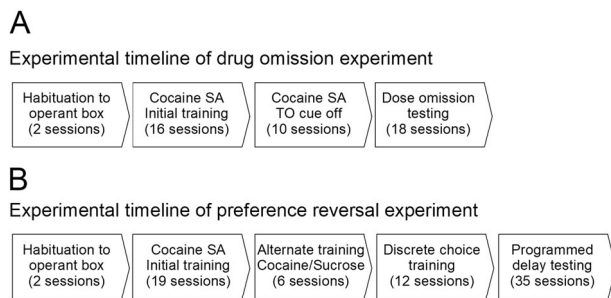 A
Experimental timeline of drug omission experiment
Habituation to
operant box
(2 sessions)
Cocaine SA
Initial training
(16 sessions)
Cocaine SA
TO cue off
(10 sessions)
Dose omission
testing
(18 sessions)
B
Experimental timeline of preference reversal experiment
Habituation to
operant box
(2 sessions)
Cocaine SA
Initial training
(19 sessions)
Alternate training
Cocaine/Sucrose
(6 sessions)
Discrete choice
training
(12 sessions)
Programmed
delay testing
(35 sessions)